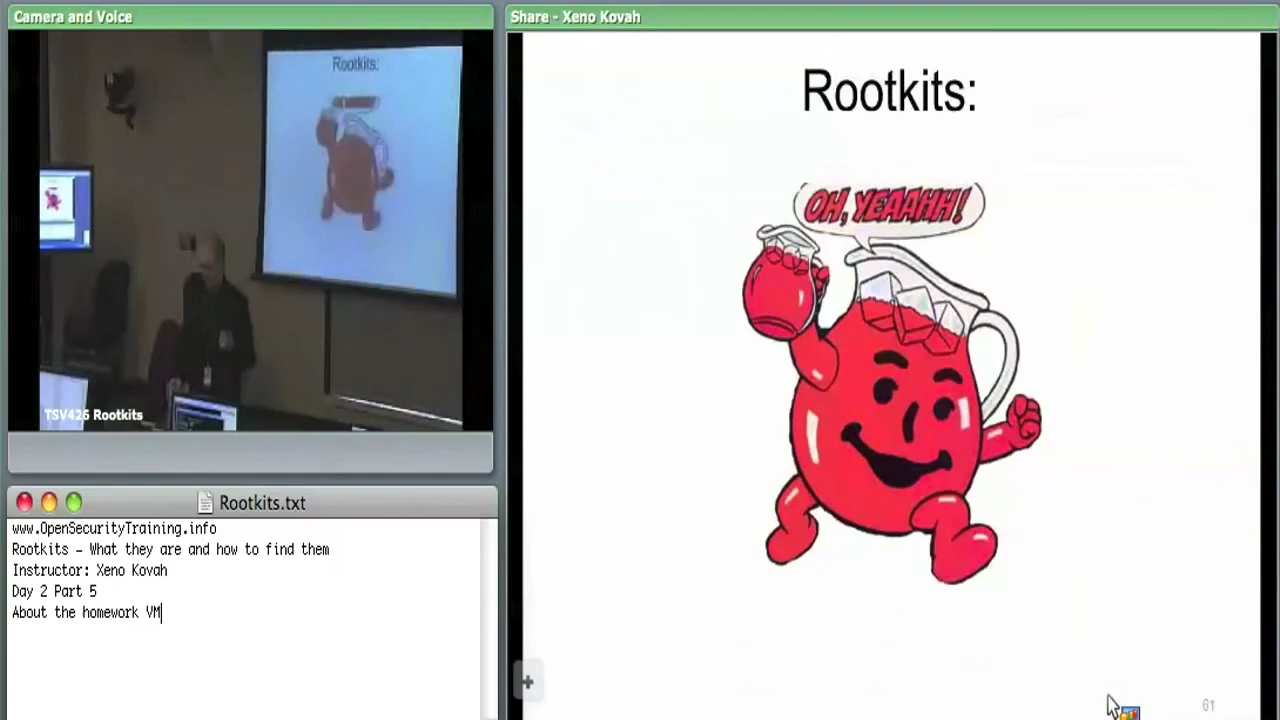 Camera and Voice
Rootkits:
TSV426 Rootkits
Rootkits.txt
www.OpenSecurityTraining.info
Rootkits - What they are and how to find them
Instructor: Xeno Kovah
Day 2 Part 5
About the homework VM
Share - Xeno Kovah
Rootkits:
OH, YEAAHH!
+
61